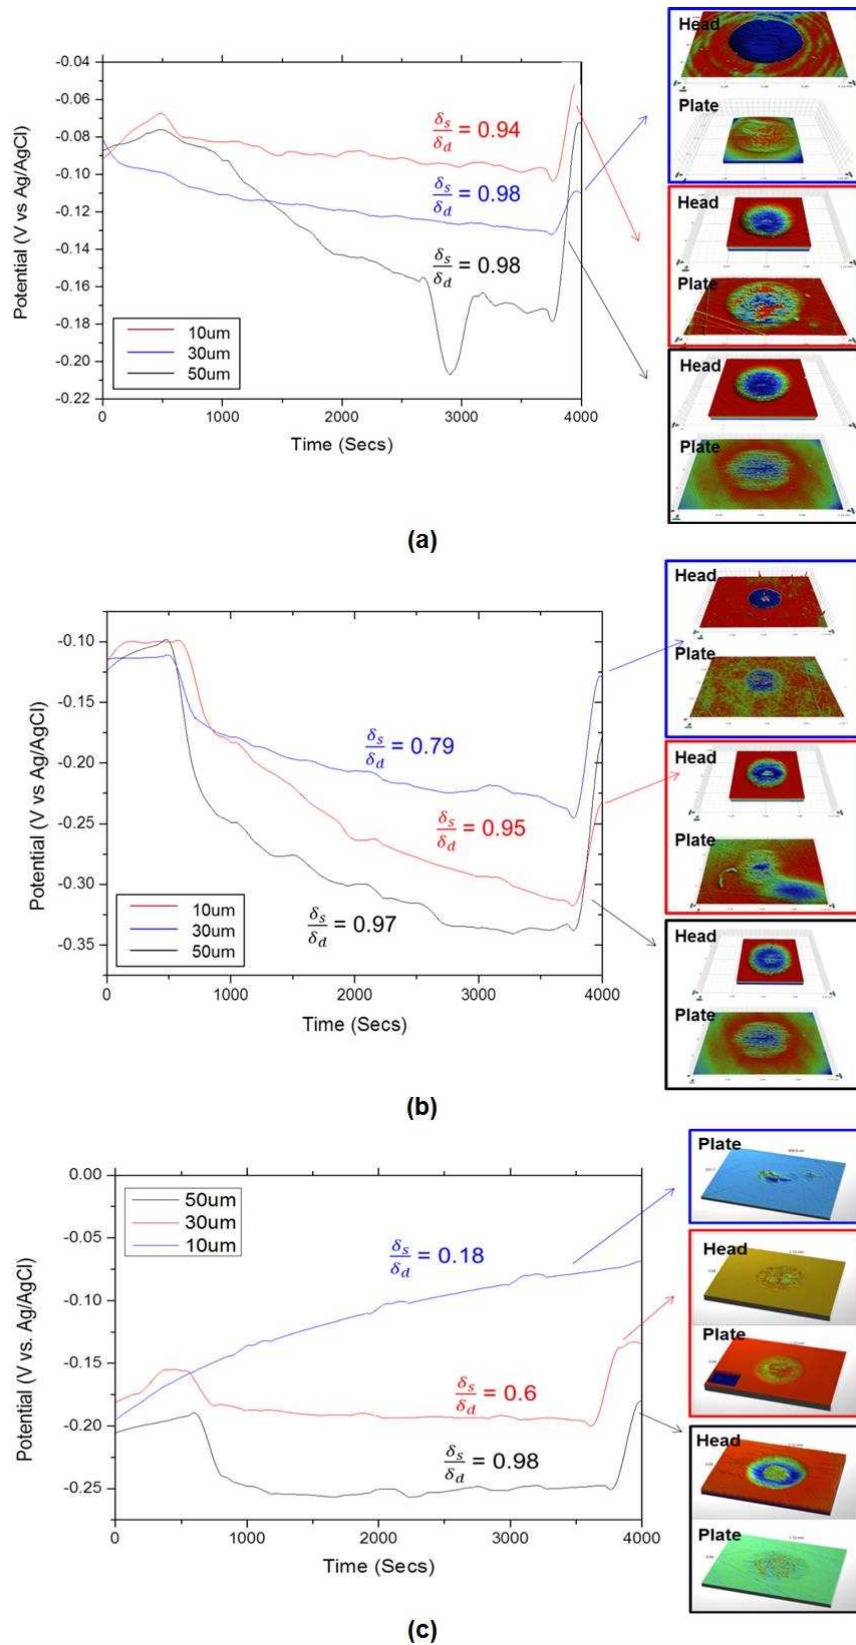 -0.04
-0.06
-0.08
-0.10
-0.12
-0.14
-0.16
-0.18
-0.20
-0.22
Potential (V vs Ag/AgCl)
δs/δd = 0.94
δs/δd = 0.98
δs/δd = 0.98
10um
30um
50um
0 1000 2000 3000 4000
Time (Secs)
Head
Plate
Head
Plate
Head
Plate
(a)
-0.10
-0.15
-0.20
-0.25
-0.30
-0.35
Potential (V vs Ag/AgCl)
δs/δd = 0.79
δs/δd = 0.95
δs/δd = 0.97
10um
30um
50um
0 1000 2000 3000 4000
Time (Secs)
Head
Plate
Head
Plate
Head
Plate
(b)
0.00
-0.05
-0.10
-0.15
-0.20
-0.25
Potential (V vs. Ag/AgCl)
50um
30um
10um
δs/δd = 0.18
δs/δd = 0.6
δs/δd = 0.98
0 1000 2000 3000 4000
Time (Secs)
Plate
Head
Plate
Head
Plate
(c)